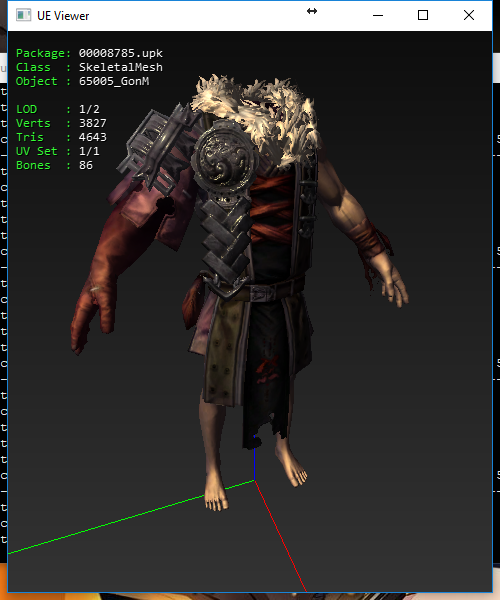 UE Viewer
Package: 00008785.upk
Class : SkeletalMesh
Object : 65005_GonM
LOD : 1/2
Verts : 3827
Tris : 4643
UV Set : 1/1
Bones : 86